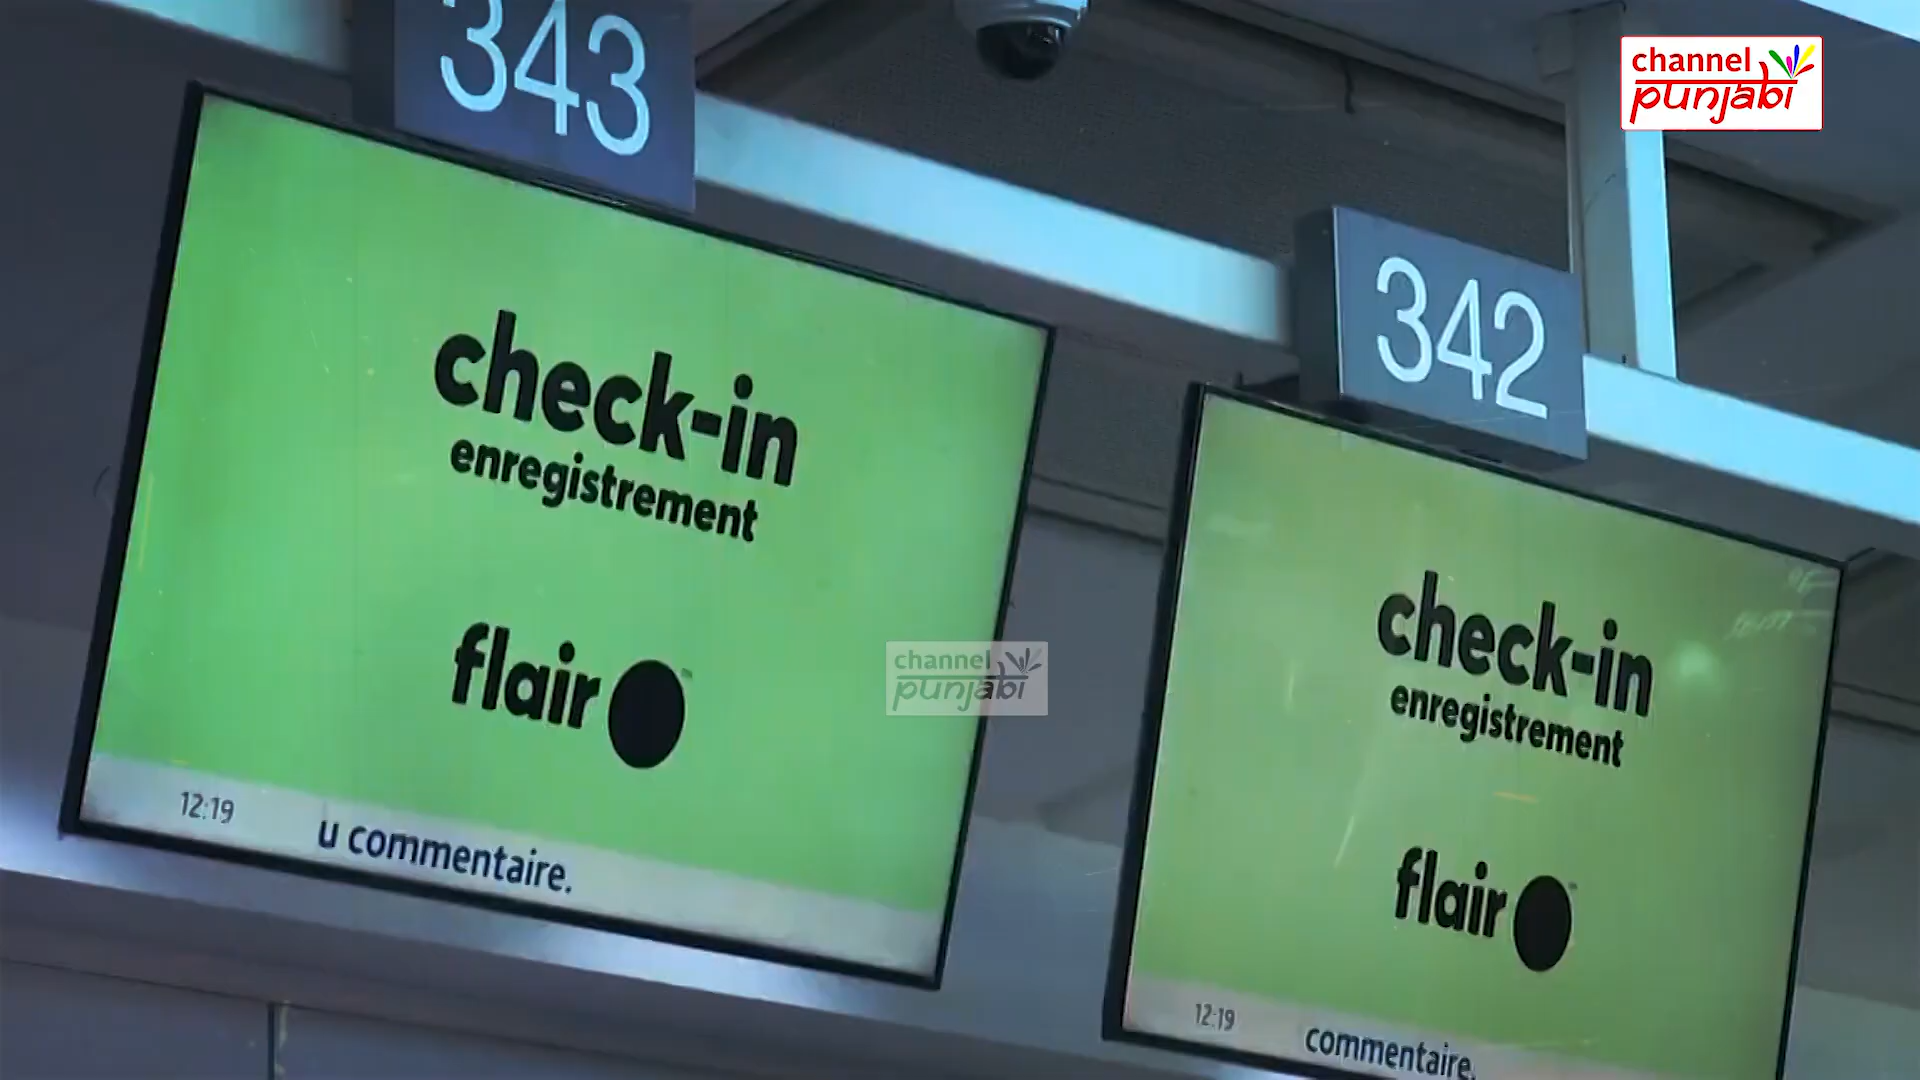 343
check-in
enregistrement
flair
12:19 u commentaire.
342
check-in
enregistrement
flair
12:19 commentaire.
channel
punjabi
channel
punjabi